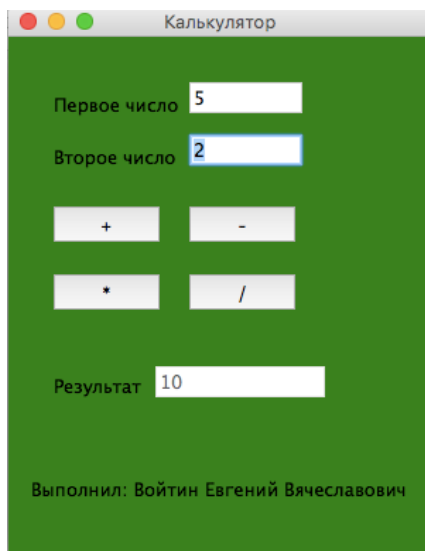 Калькулятор
Первое число 5
Второе число 2
+ -
* /
Результат 10
Выполнил: Войтин Евгений Вячеславович